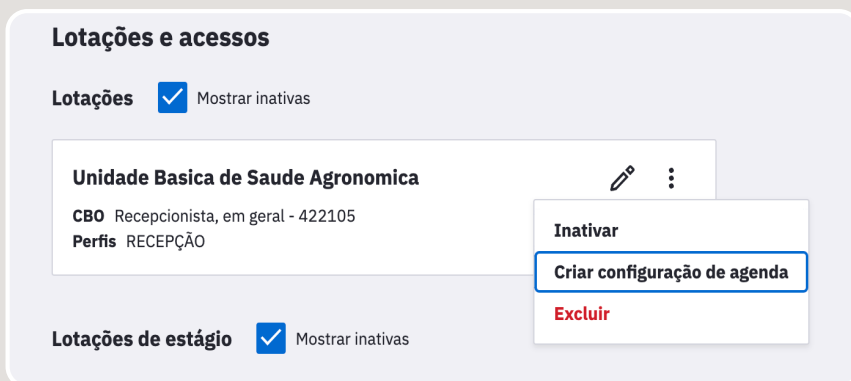 Lotações e acessos
Lotações Mostrar inativas
Unidade Basica de Saude Agronomica
CBO Recepcionista, em geral - 422105
Perfis RECEPÇÃO
Inativar
Criar configuração de agenda
Excluir
Lotações de estágio Mostrar inativas